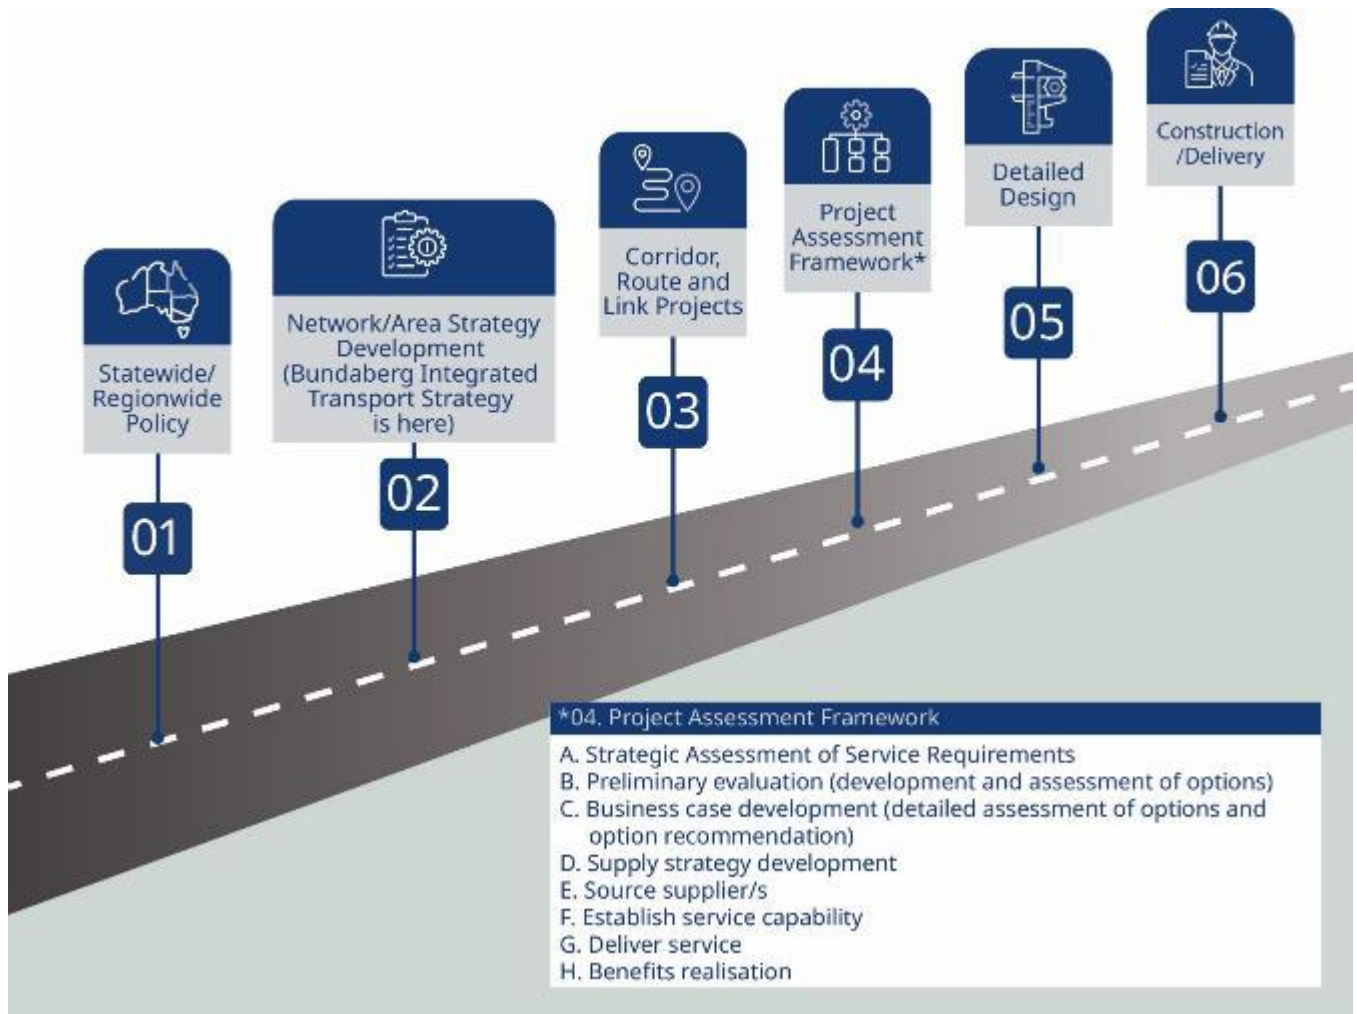 Statewide/
Regionwide
Policy
01
Network/Area Strategy
Development
(Bundaberg Integrated
Transport Strategy
is here)
02
Corridor,
Route and
Link Projects
03
Project
Assessment
Framework*
04
Detailed
Design
05
Construction
/Delivery
06
*04. Project Assessment Framework
A. Strategic Assessment of Service Requirements
B. Preliminary evaluation (development and assessment of options)
C. Business case development (detailed assessment of options and
option recommendation)
D. Supply strategy development
E. Source supplier/s
F. Establish service capability
G. Deliver service
H. Benefits realisation